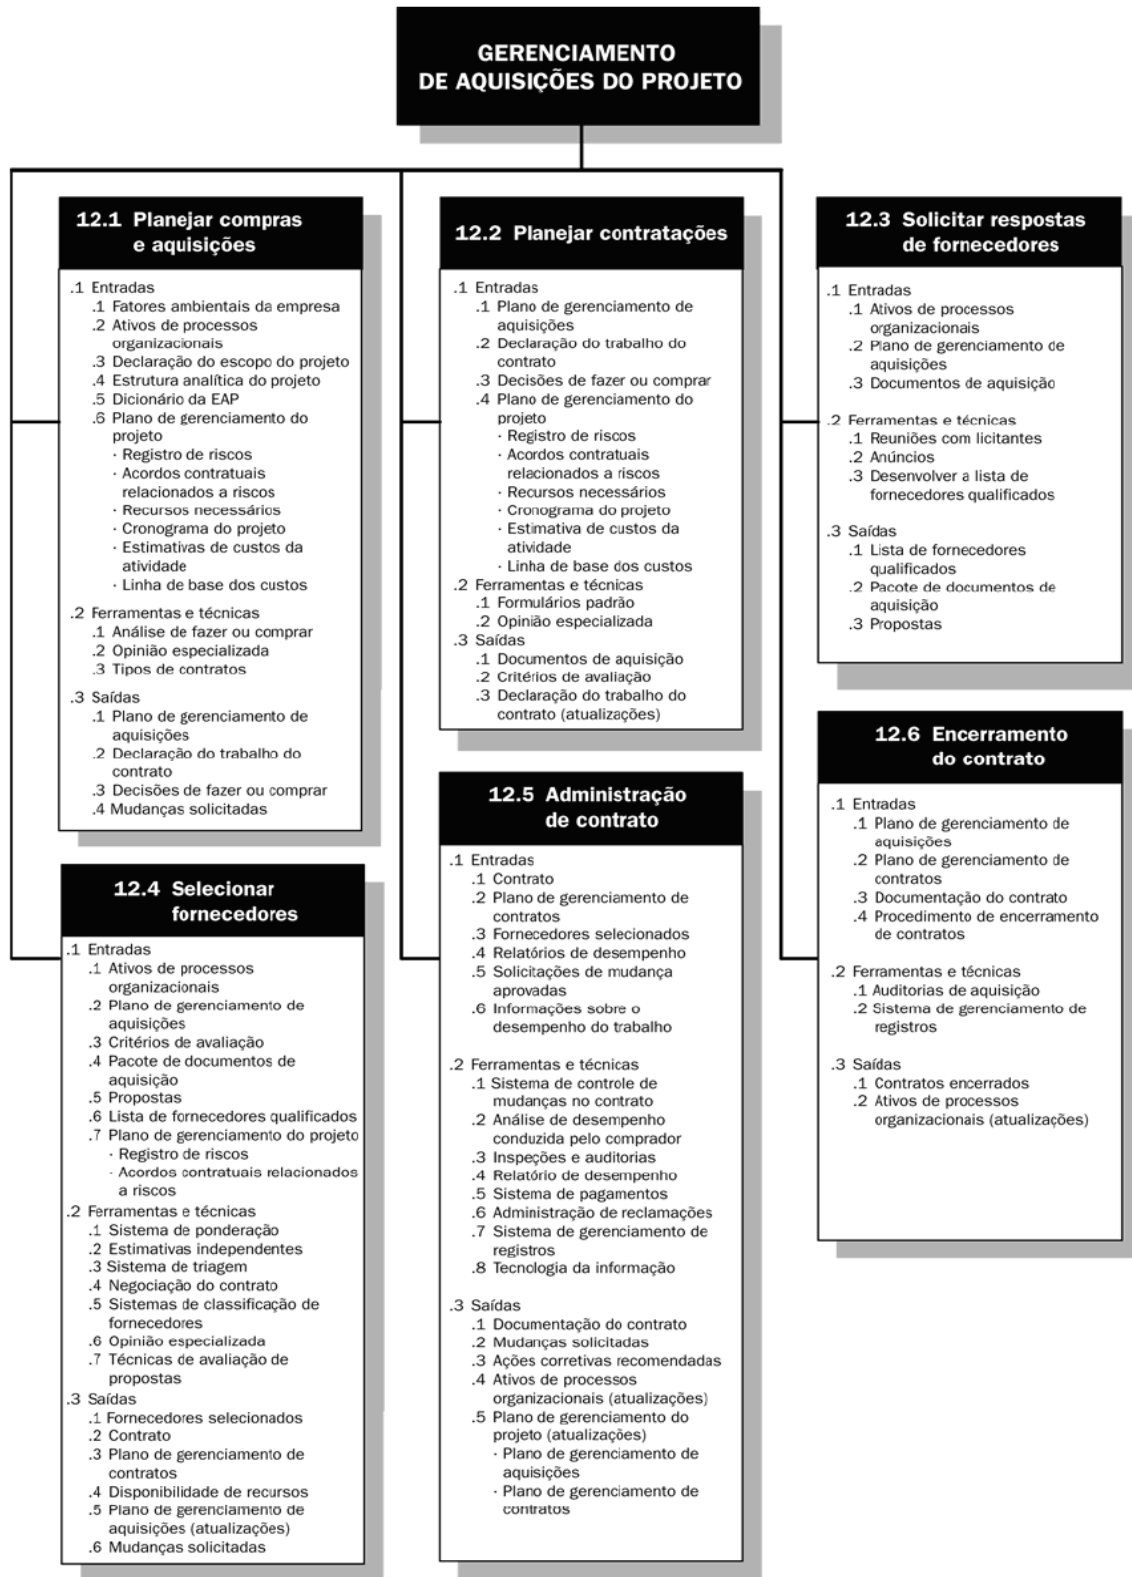 GERENCIAMENTO
DE AQUISIÇÕES DO PROJETO
12.1 Planejar compras
e aquisições
.1 Entradas
.1 Fatores ambientais da empresa
.2 Ativos de processos
organizacionais
.3 Declaração do escopo do projeto
.4 Estrutura analítica do projeto
.5 Dicionário da EAP
.6 Plano de gerenciamento do
projeto
· Registro de riscos
· Acordos contratuais
relacionados a riscos
· Recursos necessários
· Cronograma do projeto
· Estimativas de custos da
atividade
· Linha de base dos custos
.2 Ferramentas e técnicas
.1 Análise de fazer ou comprar
.2 Opinião especializada
.3 Tipos de contratos
.3 Saídas
.1 Plano de gerenciamento de
aquisições
.2 Declaração do trabalho do
contrato
.3 Decisões de fazer ou comprar
.4 Mudanças solicitadas
12.2 Planejar contratações
.1 Entradas
.1 Plano de gerenciamento de
aquisições
.2 Declaração do trabalho do
contrato
.3 Decisões de fazer ou comprar
.4 Plano de gerenciamento do
projeto
· Registro de riscos
· Acordos contratuais
relacionados a riscos
· Recursos necessários
· Cronograma do projeto
· Estimativa de custos da
atividade
· Linha de base dos custos
.2 Ferramentas e técnicas
.1 Formulários padrão
.2 Opinião especializada
.3 Saídas
.1 Documentos de aquisição
.2 Critérios de avaliação
.3 Declaração do trabalho do
contrato (atualizações)
12.3 Solicitar respostas
de fornecedores
.1 Entradas
.1 Ativos de processos
organizacionais
.2 Plano de gerenciamento de
aquisições
.3 Documentos de aquisição
.2 Ferramentas e técnicas
.1 Reuniões com licitantes
.2 Anúncios
.3 Desenvolver a lista de
fornecedores qualificados
.3 Saídas
.1 Lista de fornecedores
qualificados
.2 Pacote de documentos de
aquisição
.3 Propostas
12.4 Selecionar
fornecedores
.1 Entradas
.1 Ativos de processos
organizacionais
.2 Plano de gerenciamento de
aquisições
.3 Critérios de avaliação
.4 Pacote de documentos de
aquisição
.5 Propostas
.6 Lista de fornecedores qualificados
.7 Plano de gerenciamento do projeto
· Registro de riscos
· Acordos contratuais relacionados
a riscos
.2 Ferramentas e técnicas
.1 Sistema de ponderação
.2 Estimativas independentes
.3 Sistema de triagem
.4 Negociação do contrato
.5 Sistemas de classificação de
fornecedores
.6 Opinião especializada
.7 Técnicas de avaliação de
propostas
.3 Saídas
.1 Fornecedores selecionados
.2 Contrato
.3 Plano de gerenciamento de
contratos
.4 Disponibilidade de recursos
.5 Plano de gerenciamento de
aquisições (atualizações)
.6 Mudanças solicitadas
12.5 Administração
de contrato
.1 Entradas
.1 Contrato
.2 Plano de gerenciamento de
contratos
.3 Fornecedores selecionados
.4 Relatórios de desempenho
.5 Solicitações de mudança
aprovadas
.6 Informações sobre o
desempenho do trabalho
.2 Ferramentas e técnicas
.1 Sistema de controle de
mudanças no contrato
.2 Análise de desempenho
conduzida pelo comprador
.3 Inspeções e auditorias
.4 Relatório de desempenho
.5 Sistema de pagamentos
.6 Administração de reclamações
.7 Sistema de gerenciamento de
registros
.8 Tecnologia da informação
.3 Saídas
.1 Documentação do contrato
.2 Mudanças solicitadas
.3 Ações corretivas recomendadas
.4 Ativos de processos
organizacionais (atualizações)
.5 Plano de gerenciamento do
projeto (atualizações)
· Plano de gerenciamento de
aquisições
· Plano de gerenciamento de
contratos
12.6 Encerramento
do contrato
.1 Entradas
.1 Plano de gerenciamento de
aquisições
.2 Plano de gerenciamento de
contratos
.3 Documentação do contrato
.4 Procedimento de encerramento
de contratos
.2 Ferramentas e técnicas
.1 Auditorias de aquisição
.2 Sistema de gerenciamento de
registros
.3 Saídas
.1 Contratos encerrados
.2 Ativos de processos
organizacionais (atualizações)